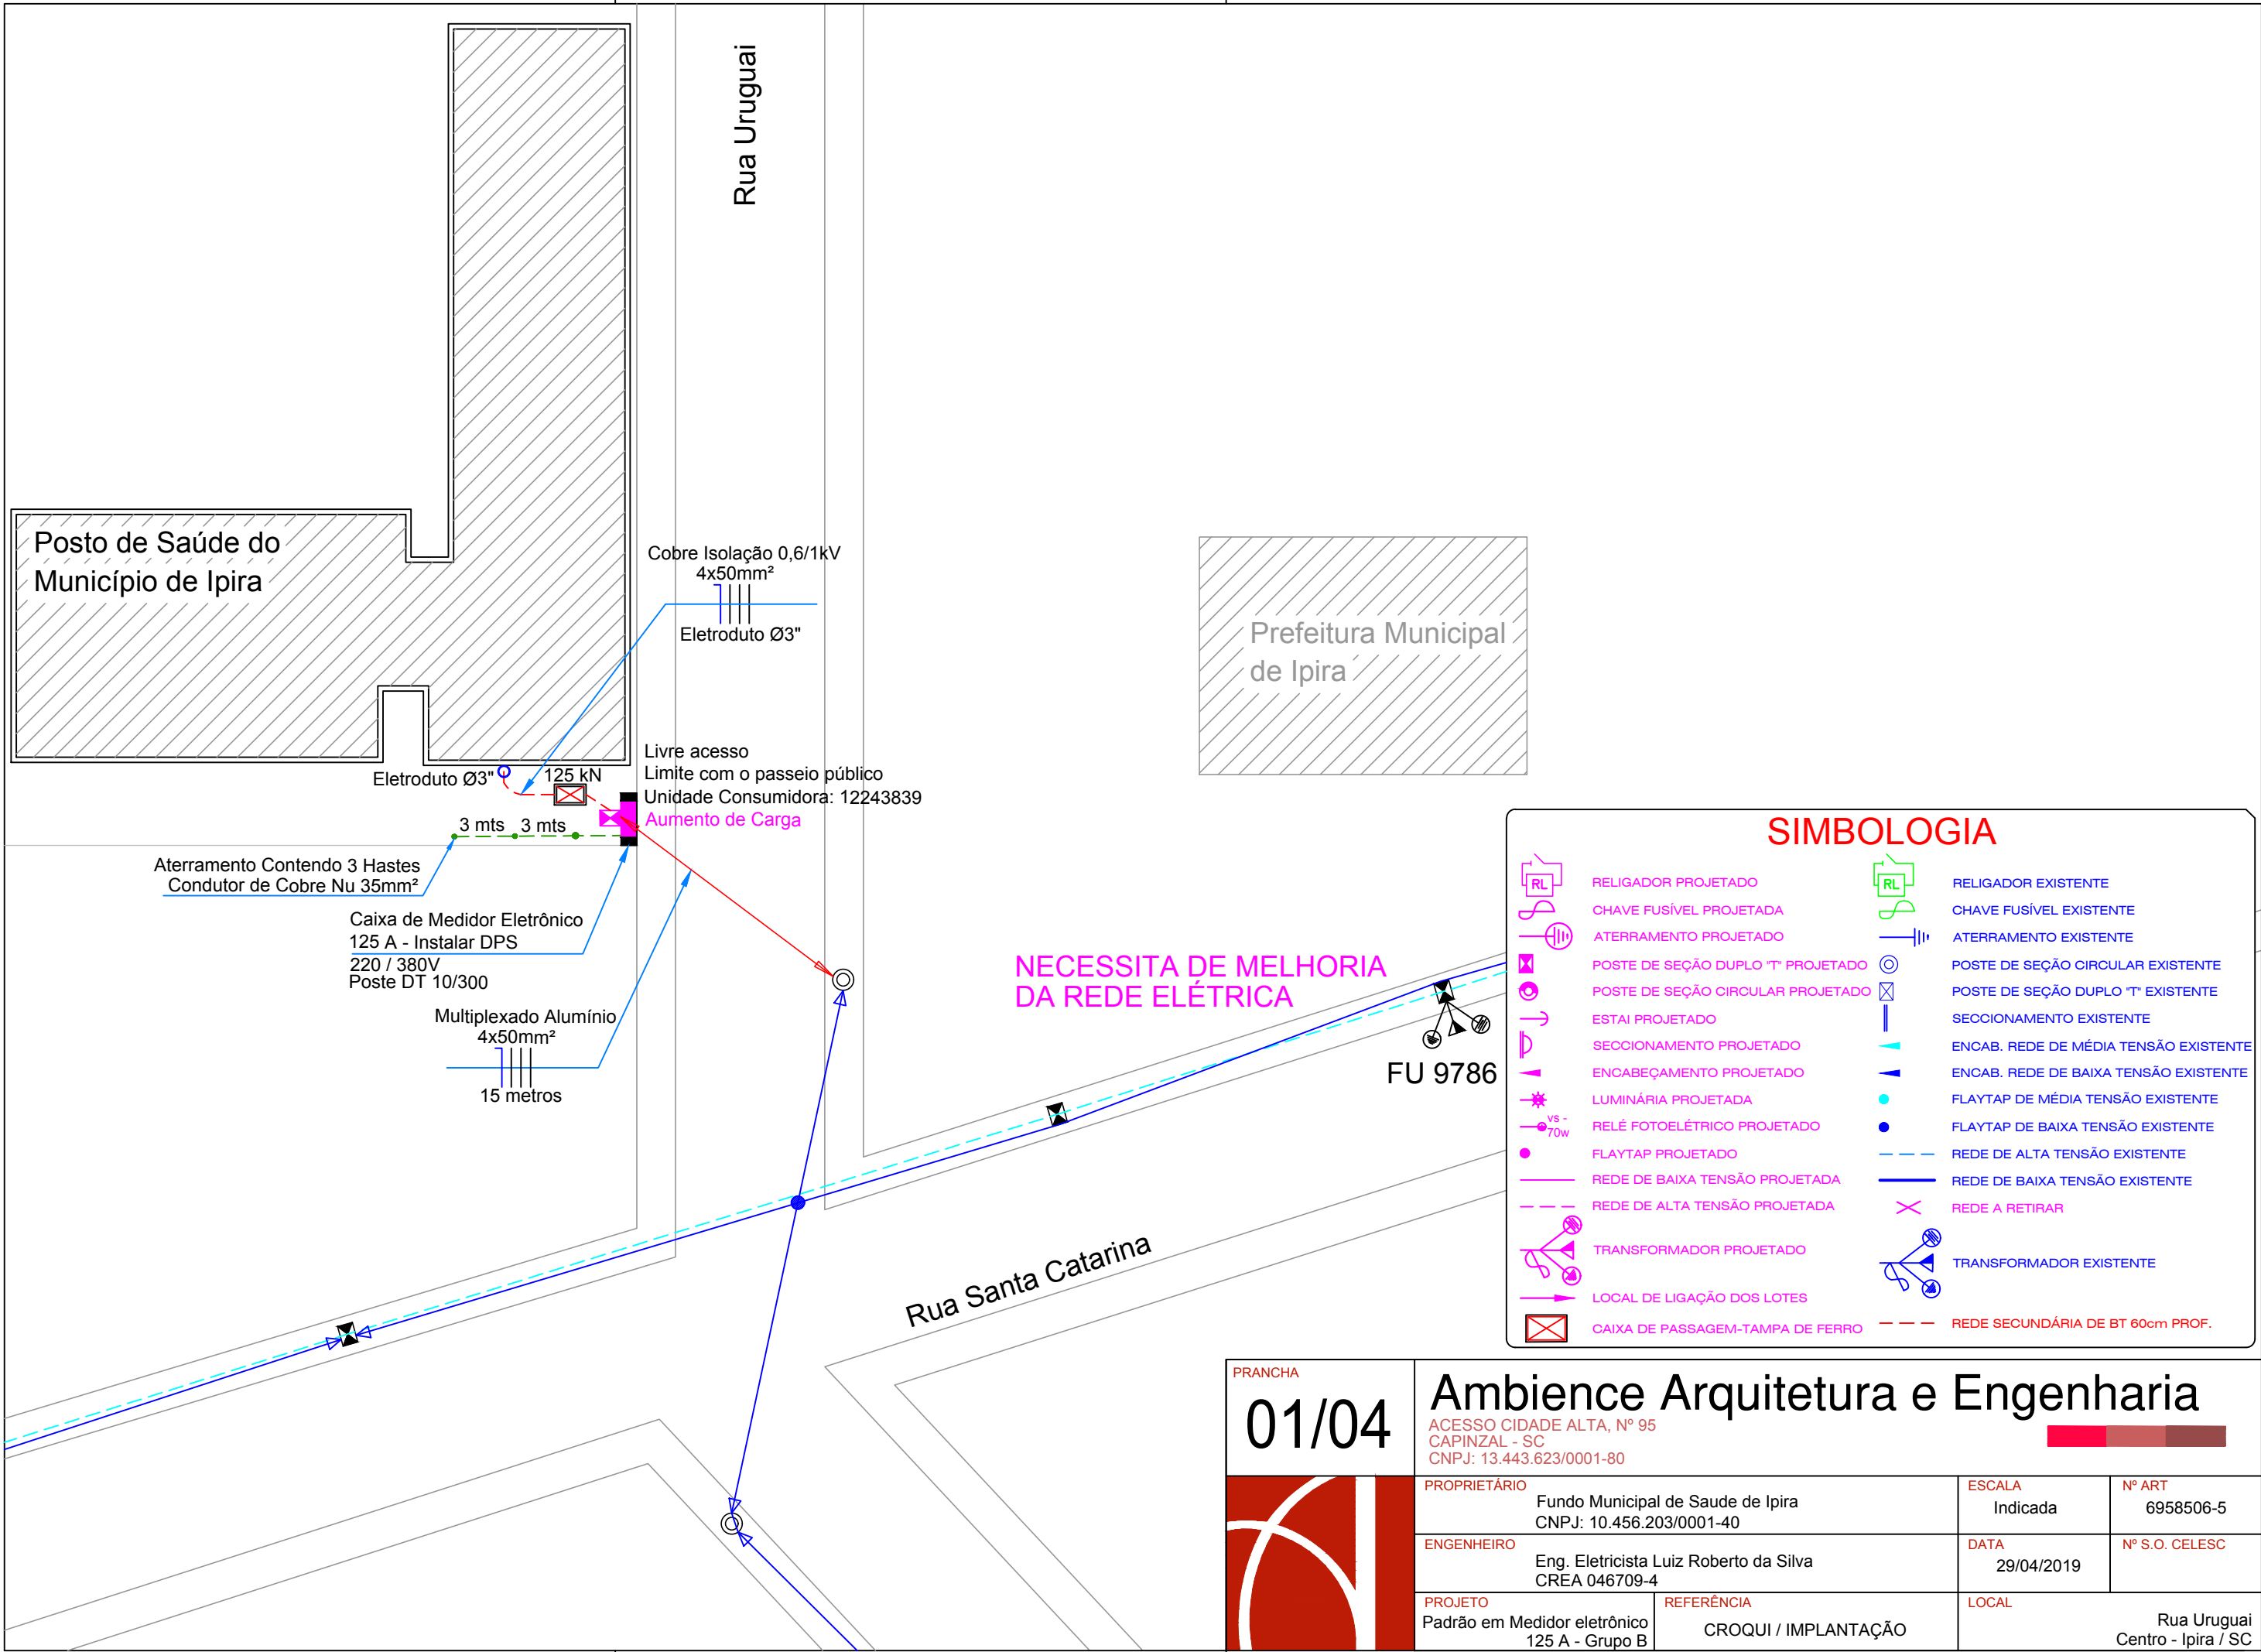 Rua Uruguai
Posto de Saúde do
Município de Ipira
Cobre Isolação 0,6/1kV
4x50mm²
Eletroduto Ø3"
Prefeitura Municipal
de Ipira
Livre acesso
Limite com o passeio público
Unidade Consumidora: 12243839
Aumento de Carga
Eletroduto Ø3"
125 kN
3 mts
3 mts
Aterramento Contendo 3 Hastes
Condutor de Cobre Nu 35mm²
Caixa de Medidor Eletrônico
125 A - Instalar DPS
220 / 380V
Poste DT 10/300
Multiplexado Alumínio
4x50mm²
15 metros
NECESSITA DE MELHORIA
DA REDE ELÉTRICA
FU 9786
Rua Santa Catarina
SIMBOLOGIA
RL
RELIGADOR PROJETADO
CHAVE FUSÍVEL PROJETADA
ATERRAMENTO PROJETADO
POSTE DE SEÇÃO DUPLO "T" PROJETADO
POSTE DE SEÇÃO CIRCULAR PROJETADO
ESTAI PROJETADO
SECCIONAMENTO PROJETADO
ENCABEÇAMENTO PROJETADO
LUMINÁRIA PROJETADA
vs -
70w
RELÉ FOTOELÉTRICO PROJETADO
FLAYTAP PROJETADO
REDE DE BAIXA TENSÃO PROJETADA
REDE DE ALTA TENSÃO PROJETADA
TRANSFORMADOR PROJETADO
LOCAL DE LIGAÇÃO DOS LOTES
CAIXA DE PASSAGEM-TAMPA DE FERRO
RL
RELIGADOR EXISTENTE
CHAVE FUSÍVEL EXISTENTE
ATERRAMENTO EXISTENTE
POSTE DE SEÇÃO CIRCULAR EXISTENTE
POSTE DE SEÇÃO DUPLO "T" EXISTENTE
SECCIONAMENTO EXISTENTE
ENCAB. REDE DE MÉDIA TENSÃO EXISTENTE
ENCAB. REDE DE BAIXA TENSÃO EXISTENTE
FLAYTAP DE MÉDIA TENSÃO EXISTENTE
FLAYTAP DE BAIXA TENSÃO EXISTENTE
REDE DE ALTA TENSÃO EXISTENTE
REDE DE BAIXA TENSÃO EXISTENTE
REDE A RETIRAR
TRANSFORMADOR EXISTENTE
REDE SECUNDÁRIA DE BT 60cm PROF.
PRANCHA
01/04
Ambience Arquitetura e Engenharia
ACESSO CIDADE ALTA, Nº 95
CAPINZAL - SC
CNPJ: 13.443.623/0001-80
PROPRIETÁRIO
Fundo Municipal de Saude de Ipira
CNPJ: 10.456.203/0001-40
ESCALA
Indicada
Nº ART
6958506-5
ENGENHEIRO
Eng. Eletricista Luiz Roberto da Silva
CREA 046709-4
DATA
29/04/2019
Nº S.O. CELESC
PROJETO
Padrão em Medidor eletrônico
125 A - Grupo B
REFERÊNCIA
CROQUI / IMPLANTAÇÃO
LOCAL
Rua Uruguai
Centro - Ipira / SC